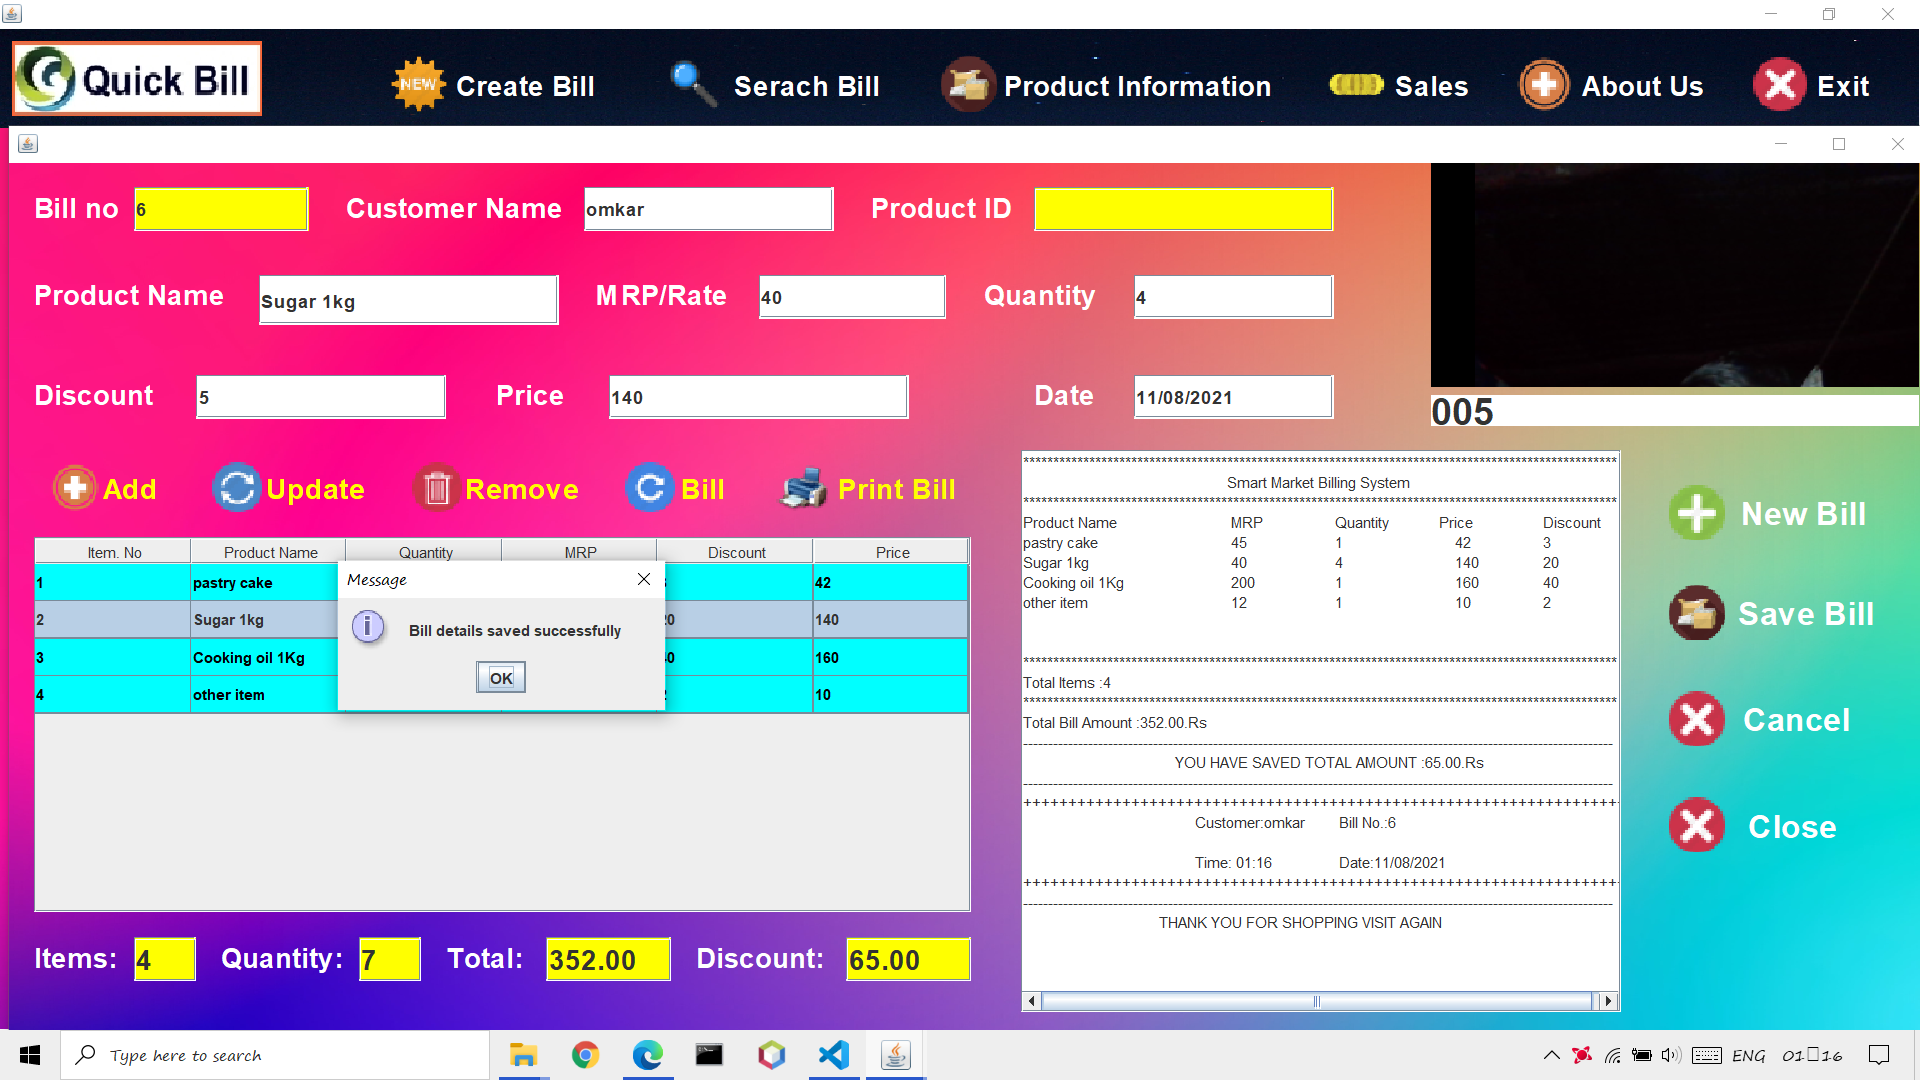 Quick Bill
NEW Create Bill
Serach Bill
Product Information
Sales
About Us
Exit
Bill no 6 Customer Name omkar Product ID
Product Name Sugar 1kg MRP/Rate 40 Quantity 4
Discount 5 Price 140 Date 11/08/2021
005
Add Update Remove Bill Print Bill
Item. No Product Name Quantity MRP Discount Price
1 pastry cake 42
2 Sugar 1kg 20 140
3 Cooking oil 1Kg 40 160
4 other item 2 10
Message
Bill details saved successfully
OK
Items: 4 Quantity: 7 Total: 352.00 Discount: 65.00
****************************************************************************************************
Smart Market Billing System
****************************************************************************************************
Product Name MRP Quantity Price Discount
pastry cake 45 1 42 3
Sugar 1kg 40 4 140 20
Cooking oil 1Kg 200 1 160 40
other item 12 1 10 2
****************************************************************************************************
Total Items :4
****************************************************************************************************
Total Bill Amount :352.00.Rs
----------------------------------------------------------------------------------------------------
YOU HAVE SAVED TOTAL AMOUNT :65.00.Rs
----------------------------------------------------------------------------------------------------
++++++++++++++++++++++++++++++++++++++++++++++++++++++++++++++++++
Customer:omkar Bill No.:6
Time: 01:16 Date:11/08/2021
++++++++++++++++++++++++++++++++++++++++++++++++++++++++++++++++++
----------------------------------------------------------------------------------------------------
THANK YOU FOR SHOPPING VISIT AGAIN
New Bill
Save Bill
Cancel
Close
Type here to search
ENG
01▯16